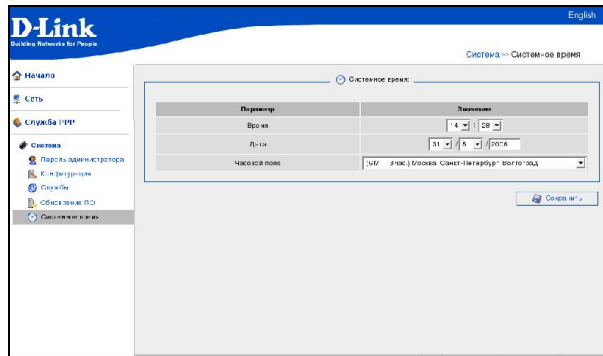 English
D-Link
Building Networks for People
Система >> Системное время
Начало
Сеть
Служба PPP
Система
Пароль администратора
Конфигурация
Службы
Обновление ПО
Системное время
Системное время:
Параметр Значение
Время 14 : 08
Дата 31 / 5 / 2006
Часовой пояс Москва Санкт-Петербург Волгоград
Сохранить